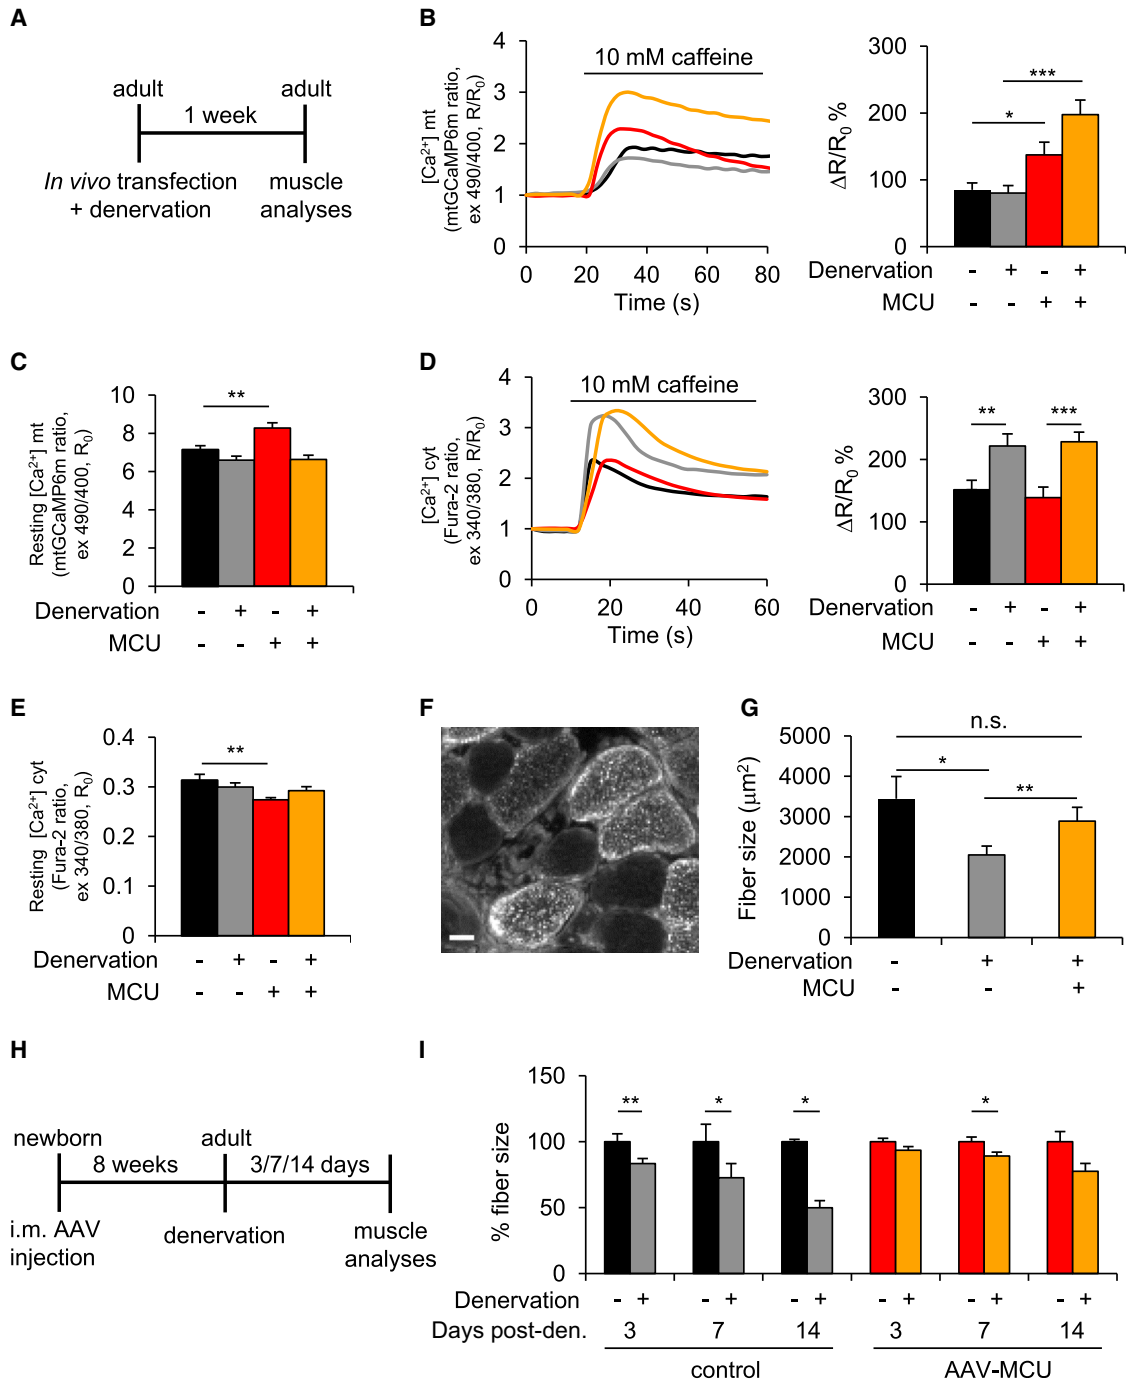 A
adult adult
1 week
In vivo transfection
+ denervation
muscle
analyses
B
[Ca²⁺] mt
(mtGCaMP6m ratio,
ex 490/400, R/R₀)
4
3
2
1
0
10 mM caffeine
0 20 40 60 80
Time (s)
ΔR/R₀ %
300
200
100
0
*
***
Denervation - + - +
MCU - - + +
C
Resting [Ca²⁺] mt
(mtGCaMP6m ratio,
ex 490/400, R₀)
10
8
6
4
2
0
**
Denervation - + - +
MCU - - + +
D
[Ca²⁺] cyt
(Fura-2 ratio,
ex 340/380, R/R₀)
4
3
2
1
0
10 mM caffeine
0 20 40 60
Time (s)
ΔR/R₀ %
300
200
100
0
** ***
Denervation - + - +
MCU - - + +
E
Resting [Ca²⁺] cyt
(Fura-2 ratio,
ex 340/380, R₀)
0.4
0.3
0.2
0.1
0
**
Denervation - + - +
MCU - - + +
F
G
Fiber size (μm²)
5000
4000
3000
2000
1000
0
n.s.
*
**
Denervation - + +
MCU - - +
H
newborn adult
8 weeks 3/7/14 days
i.m. AAV
injection
denervation
muscle
analyses
I
% fiber size
150
100
50
0
** * * *
Denervation - + - + - + - + - + - +
Days post-den. 3 7 14 3 7 14
control AAV-MCU